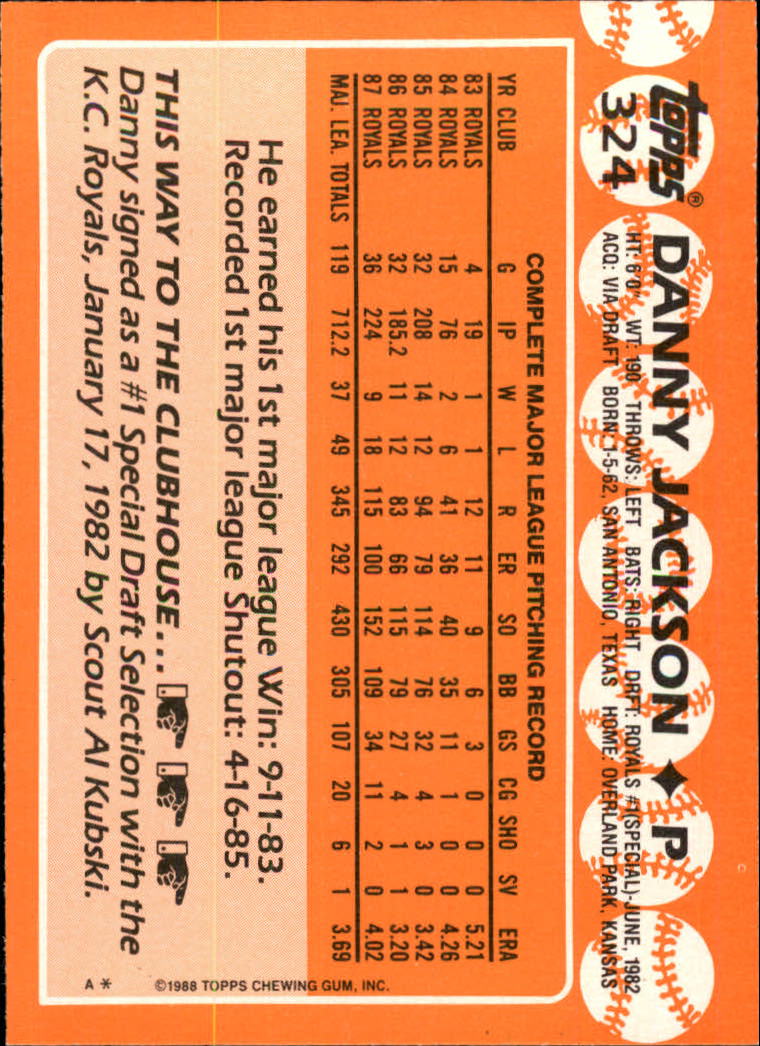 topps®
324
DANNY JACKSON ♦ P
HT: 6'0" WT: 190 THROWS: LEFT BATS: RIGHT DRFT: ROYALS #1(SPECIAL)-JUNE, 1982
ACQ: VIA DRAFT BORN: 1-5-62, SAN ANTONIO, TEXAS HOME: OVERLAND PARK, KANSAS
COMPLETE MAJOR LEAGUE PITCHING RECORD
YR CLUB G IP W L R ER SO BB GS CG SHO SV ERA
83 ROYALS 4 19 1 1 12 11 9 6 3 0 0 0 5.21
84 ROYALS 15 76 2 6 41 36 40 35 11 1 0 0 4.26
85 ROYALS 32 208 14 12 94 79 114 76 32 4 3 0 3.42
86 ROYALS 32 185.2 11 12 83 66 115 79 27 4 1 1 3.20
87 ROYALS 36 224 9 18 115 100 152 109 34 11 2 0 4.02
MAJ. LEA. TOTALS 119 712.2 37 49 345 292 430 305 107 20 6 1 3.69
He earned his 1st major league Win: 9-11-83.
Recorded 1st major league Shutout: 4-16-85.
THIS WAY TO THE CLUBHOUSE...
Danny signed as a #1 Special Draft Selection with the
K.C. Royals, January 17, 1982 by Scout Al Kubski.
©1988 TOPPS CHEWING GUM, INC.
A *